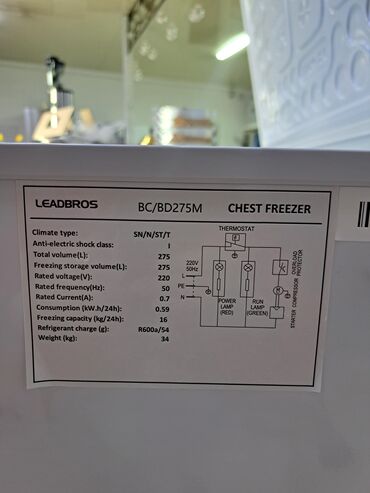 LEADBROS BC/BD275M CHEST FREEZER
Climate type: SN/N/ST/T
Anti-electric shock class: I
Total volume(L): 275
Freezing storage volume(L): 275
Rated voltage(V): 220
Rated frequency(Hz): 50
Rated Current(A): 0.7
Consumption (kW.h/24h): 0.59
Freezing capacity (kg/24h): 16
Refrigerant charge (g): R600a/54
Weight (kg): 34
THERMOSTAT
220V
50Hz
L
PE
N
POWER
LAMP
(RED)
RUN
LAMP
(GREEN)
OVERLOAD
PROTECTOR
STARTER COMPRESSOR